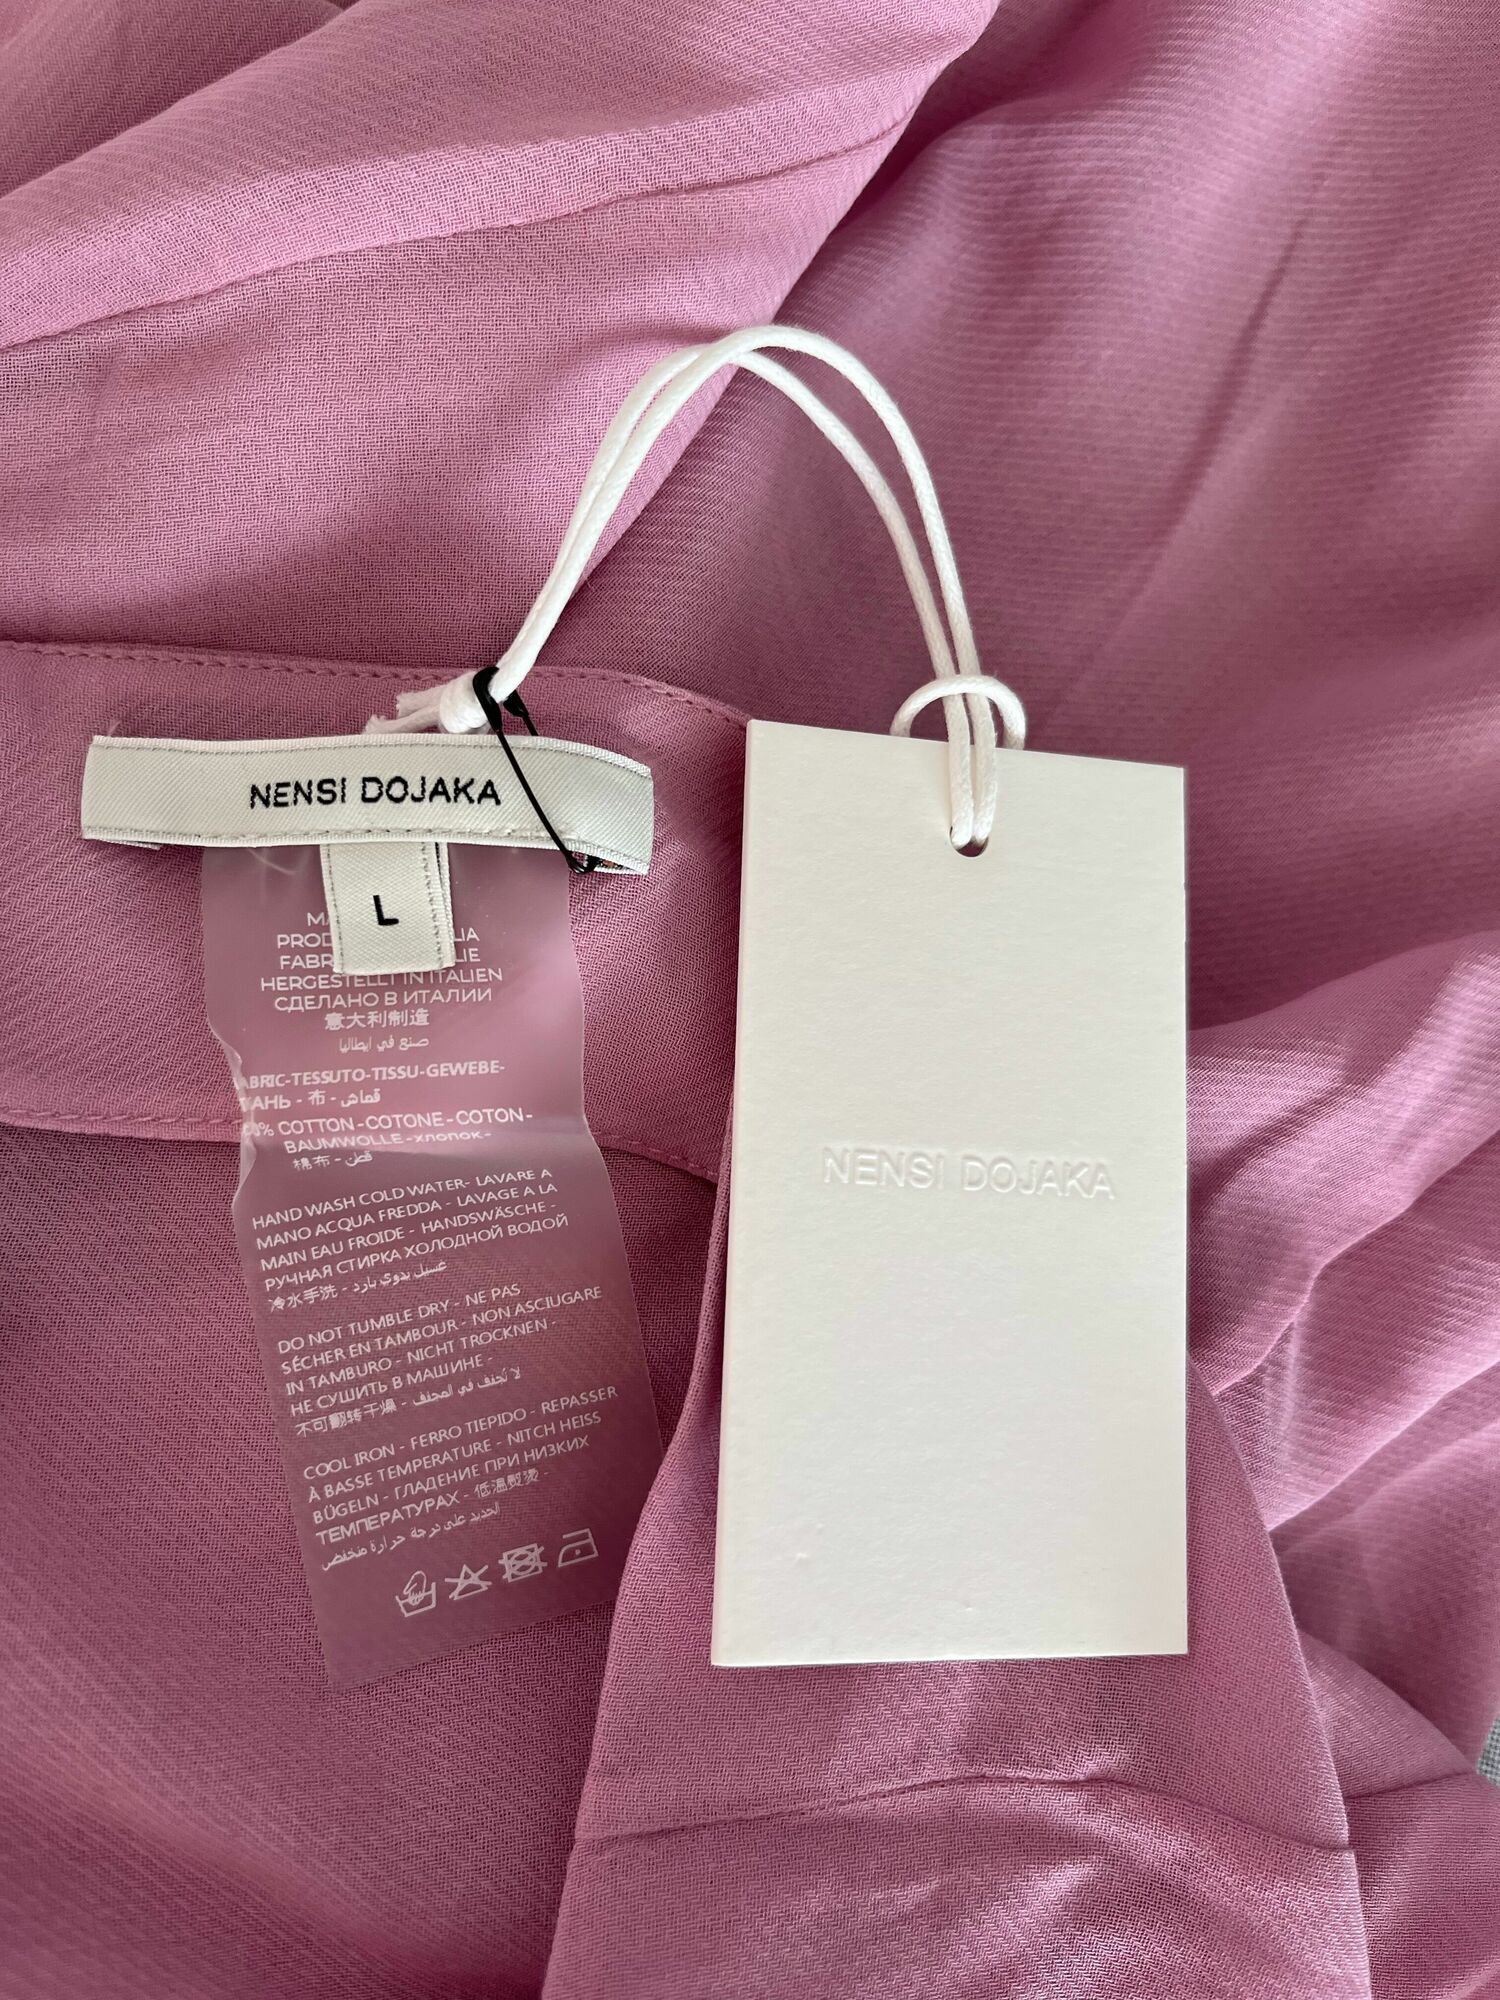 NENSI DOJAKA
L
HERGESTELLT IN ITALIEN
СДЕЛАНО В ИТАЛИИ
意大利制造
صنع في ايطاليا
-TESSUTO-TISSU-GEWEBE-
- 布 - قماش
COTTON-COTONE-COTON-
BAUMWOLLE-хлопок-
棉布 - قطن
HAND WASH COLD WATER- LAVARE A
MANO ACQUA FREDDA - LAVAGE A LA
MAIN EAU FROIDE - HANDSWÄSCHE -
РУЧНАЯ СТИРКА ХОЛОДНОЙ ВОДОЙ
冷水手洗 - غسيل يدوي بارد
DO NOT TUMBLE DRY - NE PAS
SÉCHER EN TAMBOUR - NON ASCIUGARE
IN TAMBURO - NICHT TROCKNEN -
НЕ СУШИТЬ В МАШИНЕ -
不可翻转干燥 - لا تجفف في المجفف
COOL IRON - FERRO TIEPIDO - REPASSER
À BASSE TEMPERATURE - NITCH HEISS
BÜGELN - ГЛАДЕНИЕ ПРИ НИЗКИХ
ТЕМПЕРАТУРАХ - 低温熨烫 -
الحديد على درجة حرارة منخفض
NENSI DOJAKA